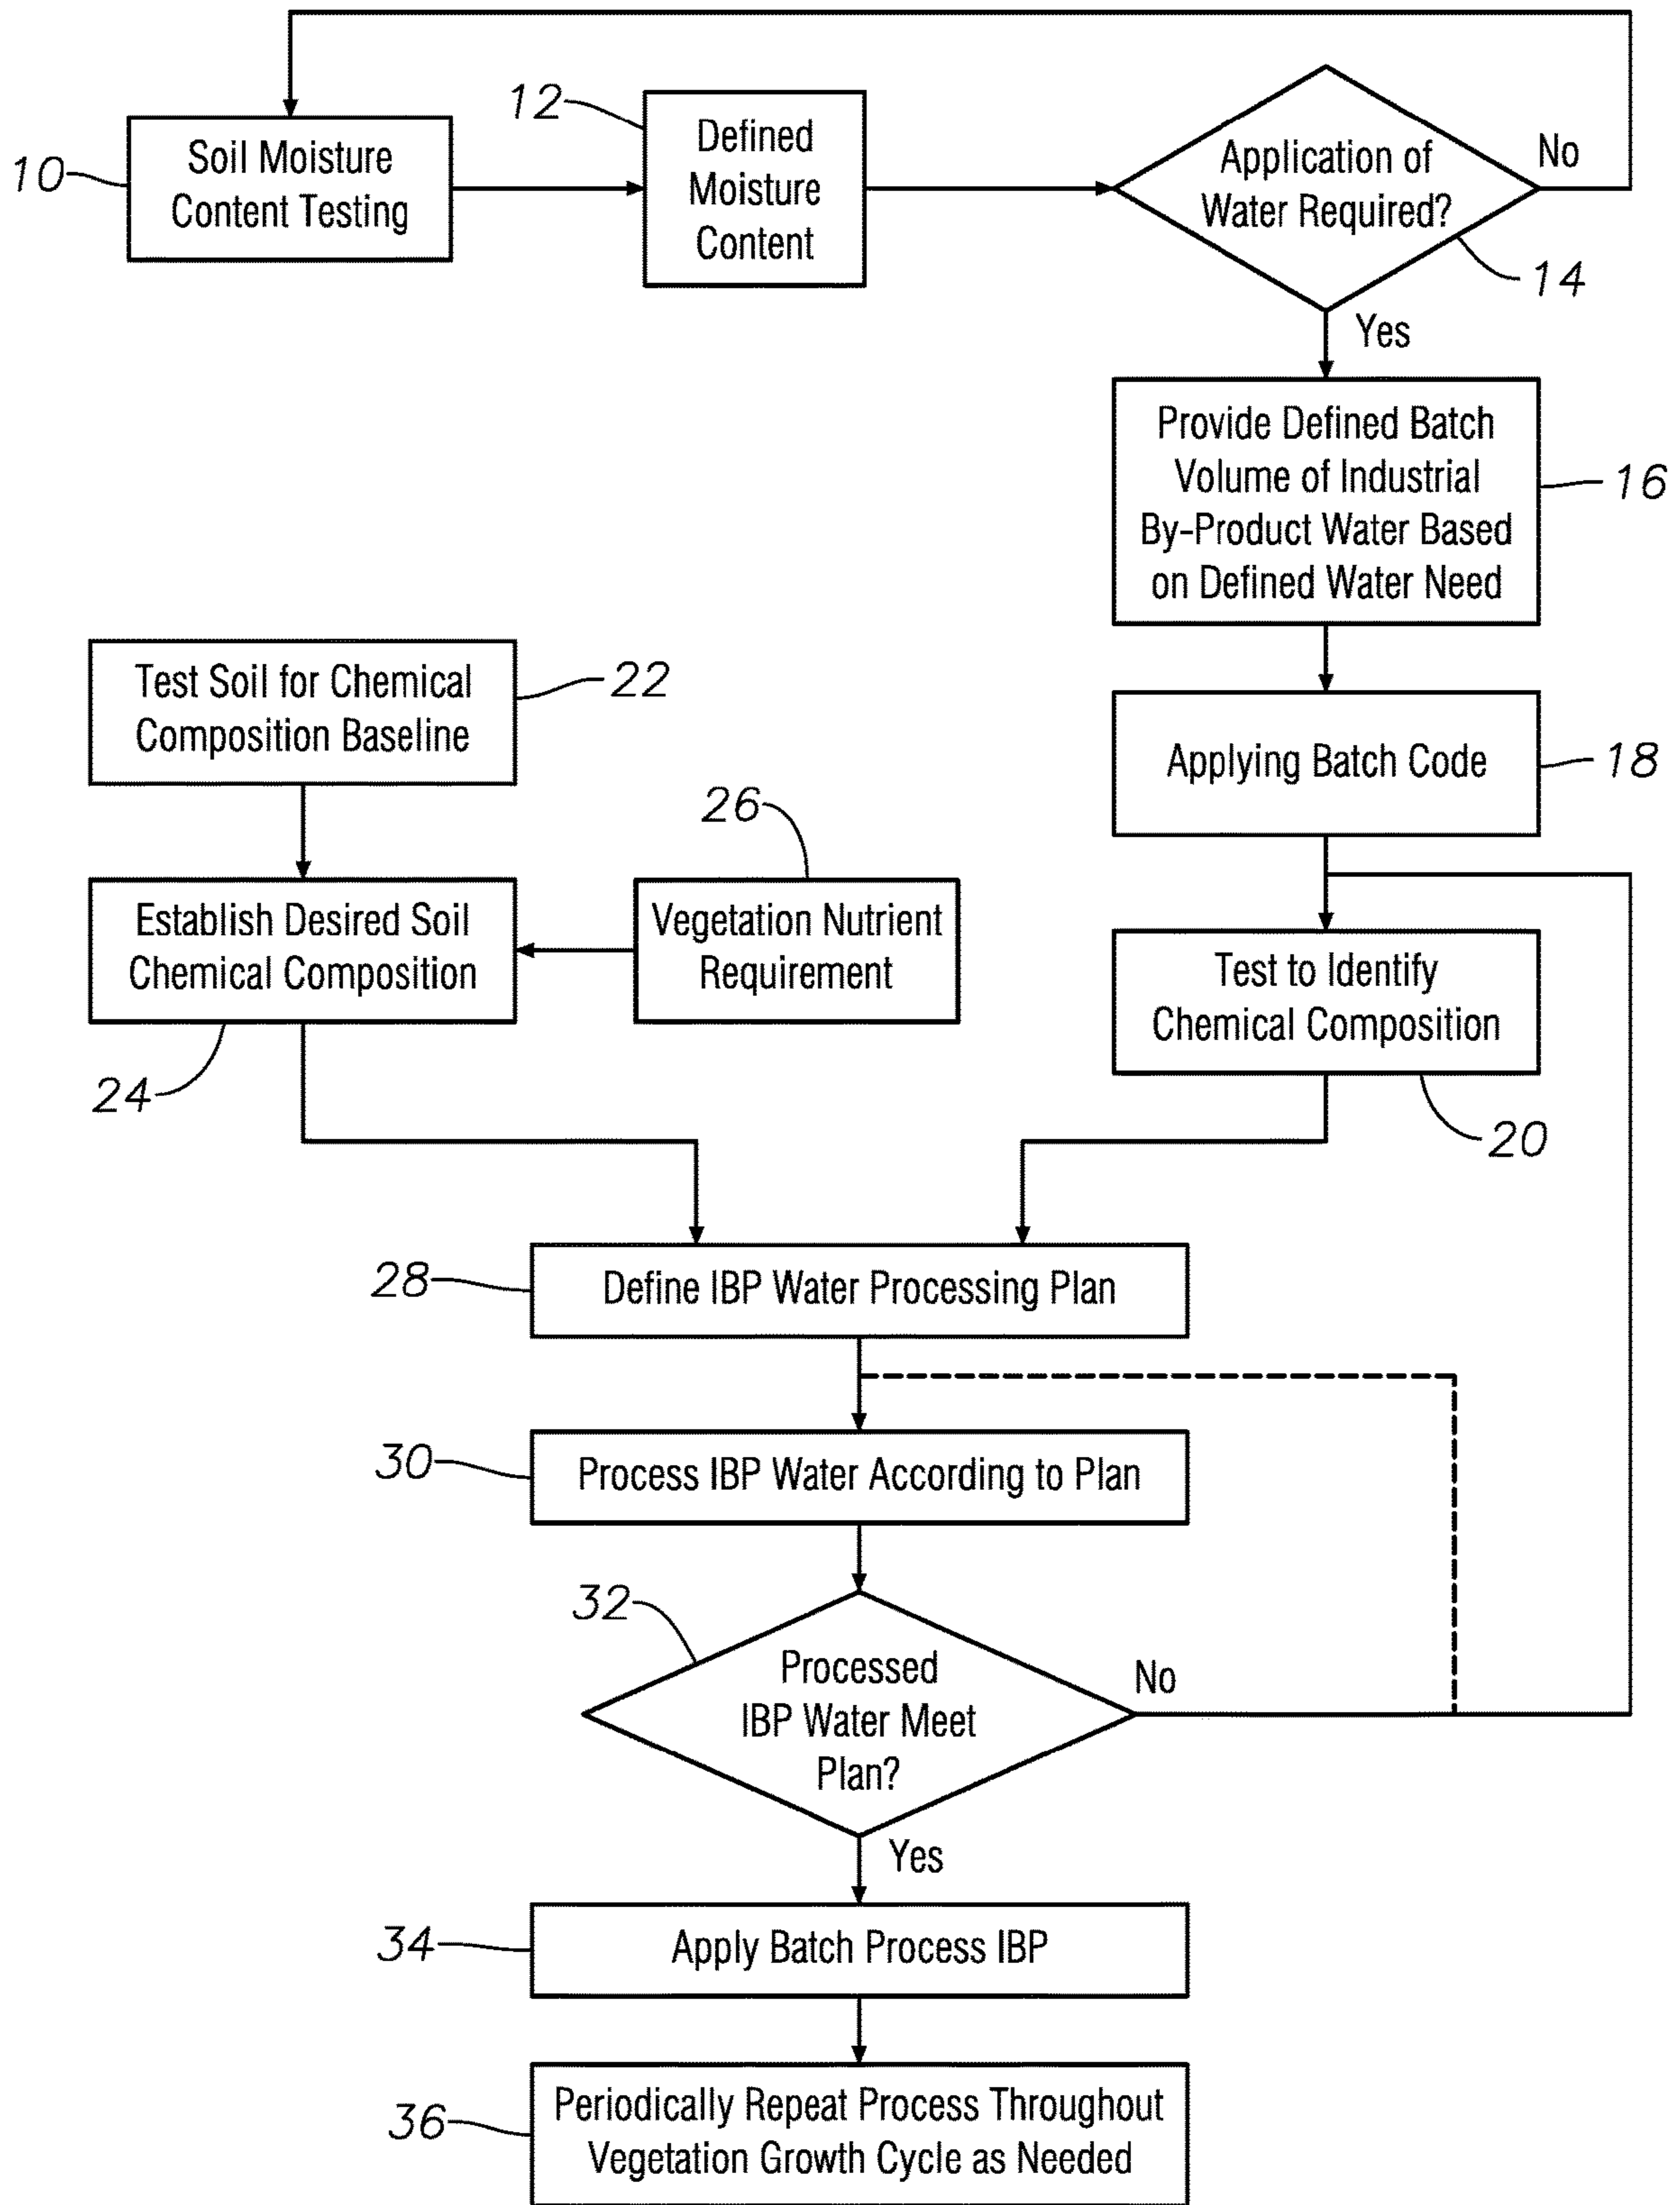 10
Soil Moisture
Content Testing
12
Defined
Moisture
Content
Application of
Water Required?
No
14
Yes
Provide Defined Batch
Volume of Industrial
By-Product Water Based
on Defined Water Need
16
Applying Batch Code
18
Test Soil for Chemical
Composition Baseline
22
26
Establish Desired Soil
Chemical Composition
24
Vegetation Nutrient
Requirement
Test to Identify
Chemical Composition
20
28
Define IBP Water Processing Plan
30
Process IBP Water According to Plan
32
Processed
IBP Water Meet
Plan?
No
Yes
34
Apply Batch Process IBP
36
Periodically Repeat Process Throughout
Vegetation Growth Cycle as Needed